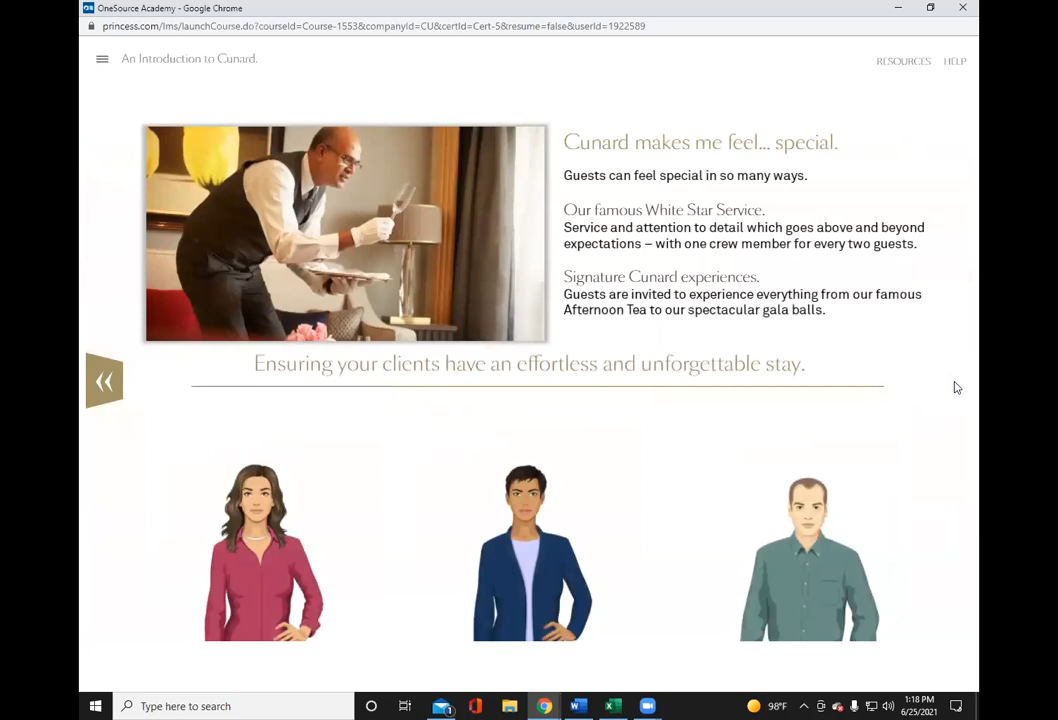 OneSource Academy - Google Chrome
princess.com/lms/launchCourse.do?courseId=Course-1553&companyId=CU&certId=Cert-5&resume=false&userId=1922589
An Introduction to Cunard.
RESOURCES HELP
Cunard makes me feel... special.
Guests can feel special in so many ways.
Our famous White Star Service.
Service and attention to detail which goes above and beyond
expectations – with one crew member for every two guests.
Signature Cunard experiences.
Guests are invited to experience everything from our famous
Afternoon Tea to our spectacular gala balls.
Ensuring your clients have an effortless and unforgettable stay.
Type here to search
1
98°F
1:18 PM
6/25/2021